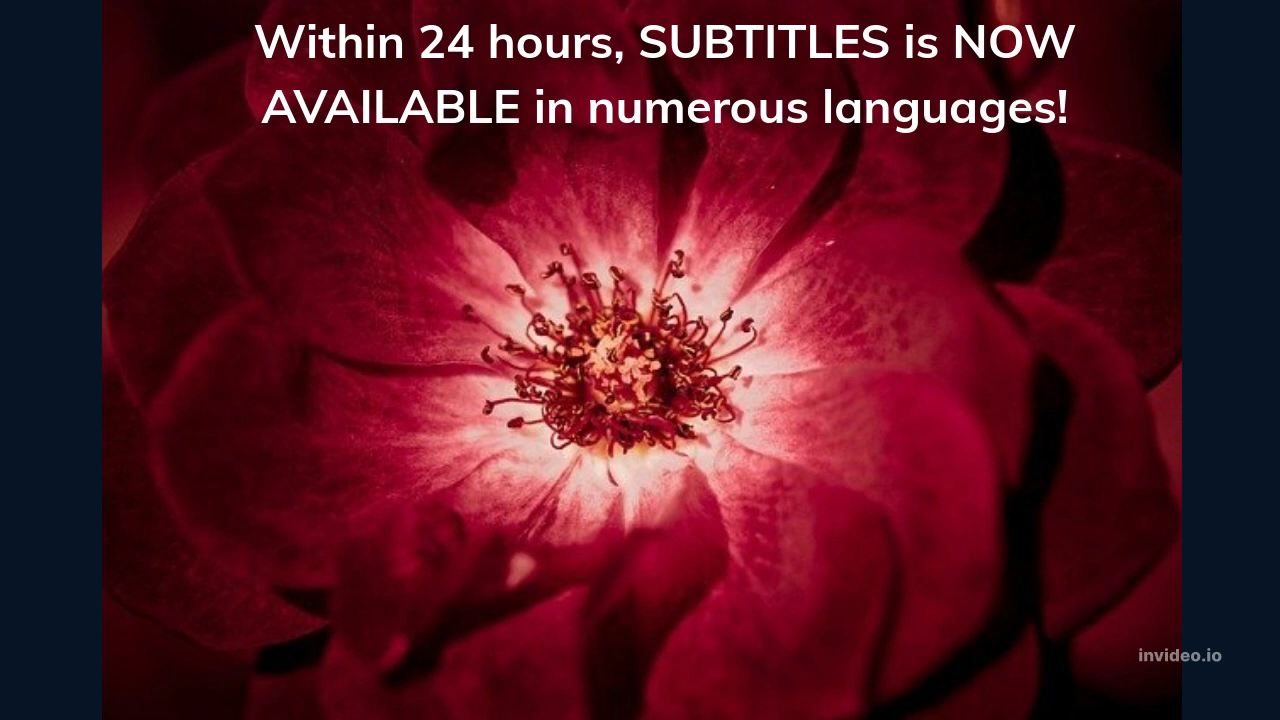 Within 24 hours, SUBTITLES is NOW
AVAILABLE in numerous languages!
invideo.io